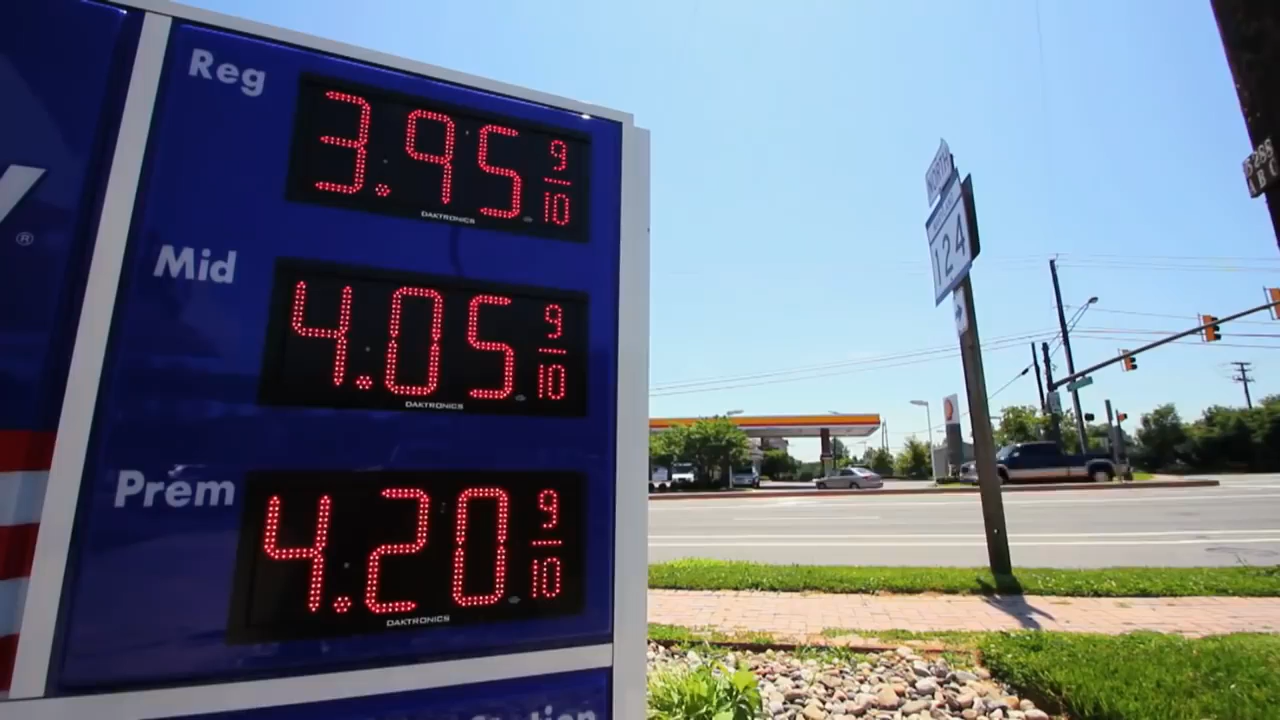 Reg
3.95 9/10
DAKTRONICS
Mid
4.05 9/10
DAKTRONICS
Prem
4.20 9/10
DAKTRONICS
®
NORTH
124